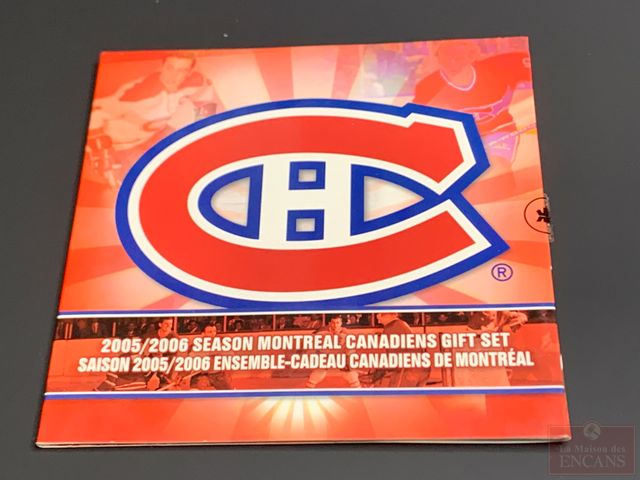 CH
®
2005/2006 SEASON MONTREAL CANADIENS GIFT SET
SAISON 2005/2006 ENSEMBLE-CADEAU CANADIENS DE MONTRÉAL
La Maison des
ENCANS